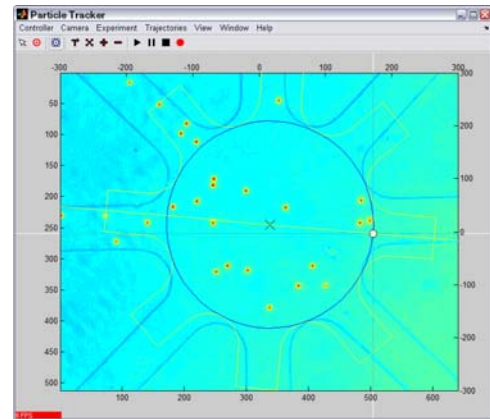 Particle Tracker
Controller Camera Experiment Trajectories View Window Help
-300 -200 -100 0 100 200 300
50 300
100 200
150
200 100
250 0
300
350 -100
400
450 -200
500 -300
100 200 300 400 500 600
FPS